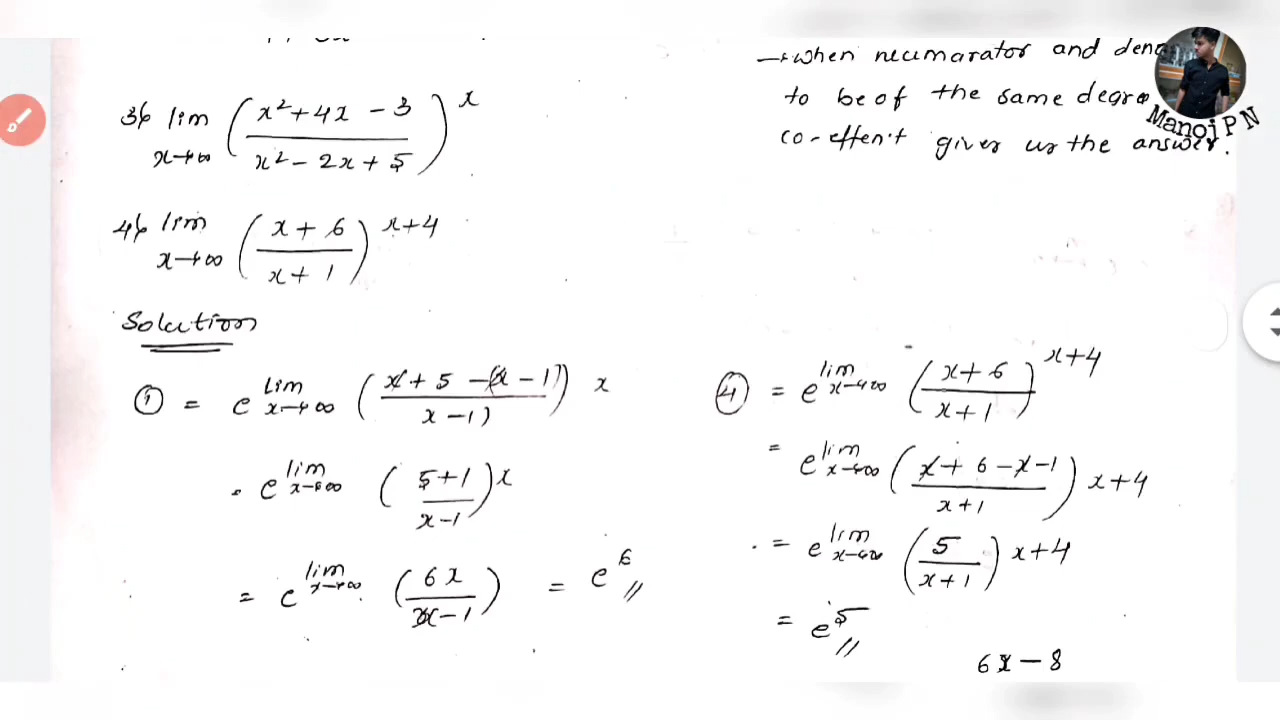 → when neumarator and deno
to be of the same degre
co-effen't gives us the answer.
Manoj P N
3) lim x→∞ ( x² + 4x - 3 / x² - 2x + 5 )^x
4) lim x→∞ ( x + 6 / x + 1 )^x+4
Solution
① = e^lim x→∞ ( x + 5 - (x - 1) / x - 1 ) x
= e^lim x→∞ ( 5+1 / x-1 ) x
= e^lim x→∞ ( 6x / x - 1 ) = e^6 //
④ = e^lim x→∞ ( x + 6 / x + 1 )^x+4
= e^lim x→∞ ( x + 6 - x - 1 / x + 1 ) x + 4
= e^lim x→∞ ( 5 / x + 1 ) x + 4
= e^5 //
6x - 8